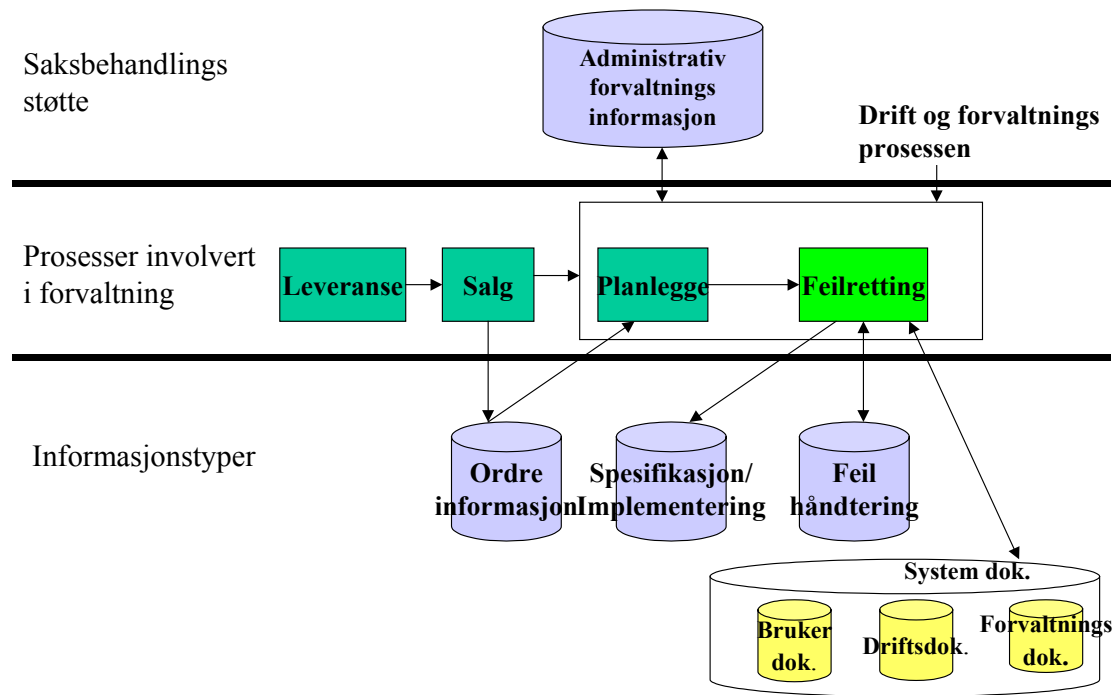 Saksbehandlings
støtte
Administrativ
forvaltnings
informasjon
Drift og forvaltnings
prosessen
Prosesser involvert
i forvaltning
Leveranse
Salg
Planlegge
Feilretting
Informasjonstyper
Ordre
informasjon
Spesifikasjon/
Implementering
Feil
håndtering
System dok.
Bruker
dok.
Driftsdok.
Forvaltnings
dok.